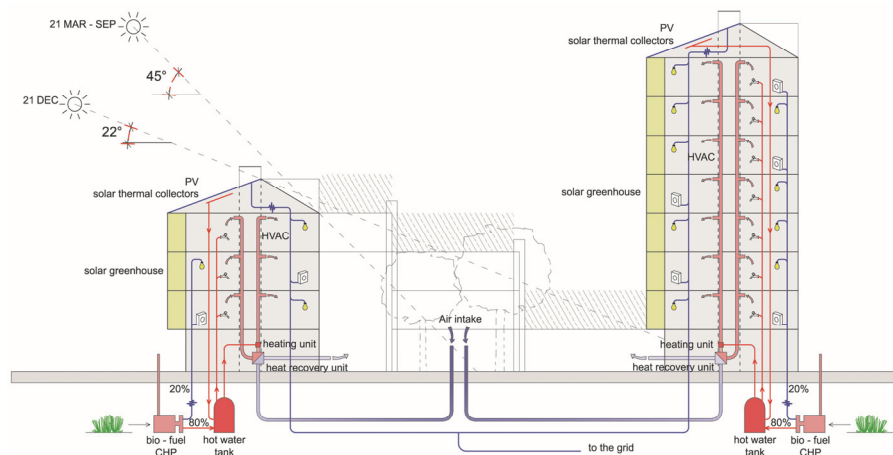 21 MAR - SEP
45°
21 DEC
22°
PV
solar thermal collectors
HVAC
solar greenhouse
Air intake
heating unit
heat recovery unit
20%
80%
bio - fuel
CHP
hot water
tank
PV
solar thermal collectors
HVAC
solar greenhouse
heating unit
heat recovery unit
20%
80%
hot water
tank
bio - fuel
CHP
to the grid